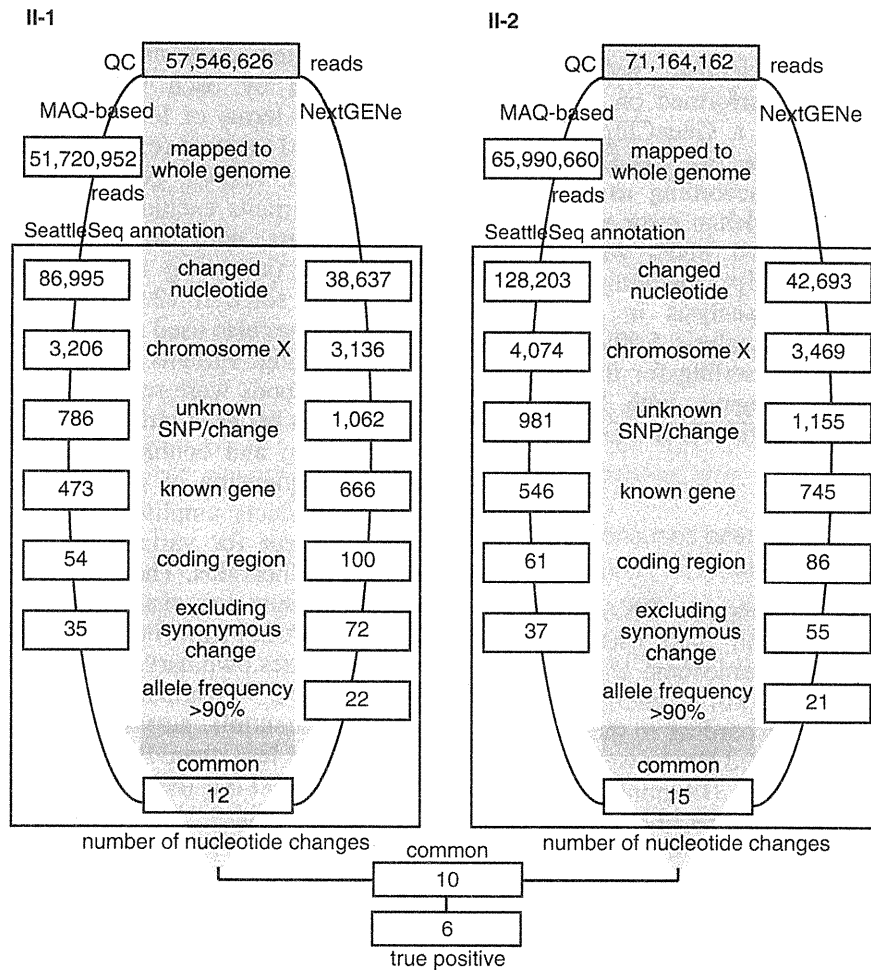 II-1
QC 57,546,626 reads
MAQ-based
NextGENe
51,720,952
mapped to
whole genome
reads
SeattleSeq annotation
86,995
changed
nucleotide
38,637
3,206
chromosome X
3,136
786
unknown
SNP/change
1,062
473
known gene
666
54
coding region
100
35
excluding
synonymous
change
72
allele frequency
>90%
22
common
12
number of nucleotide changes
II-2
QC 71,164,162 reads
MAQ-based
NextGENe
65,990,660
mapped to
whole genome
reads
SeattleSeq annotation
128,203
changed
nucleotide
42,693
4,074
chromosome X
3,469
981
unknown
SNP/change
1,155
546
known gene
745
61
coding region
86
37
excluding
synonymous
change
55
allele frequency
>90%
21
common
15
number of nucleotide changes
common
10
6
true positive